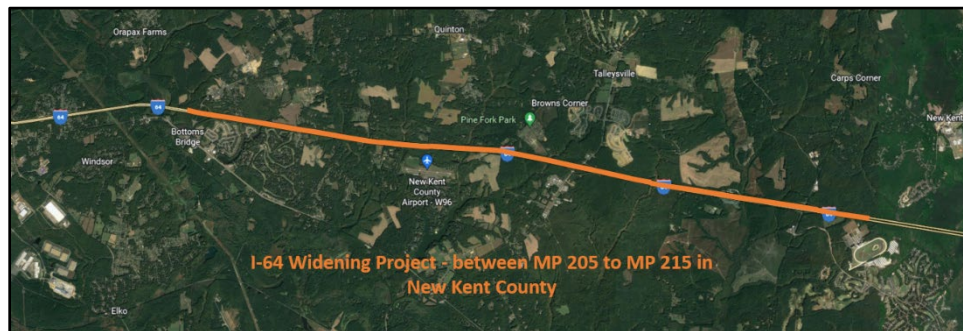 Orapax Farms
Quinton
Talleysville
Carps Corner
64
64
Browns Corner
New Kent
Pine Fork Park
Bottoms
Bridge
Windsor
New Kent
County
Airport - W96
I-64 Widening Project - between MP 205 to MP 215 in
New Kent County
Elko